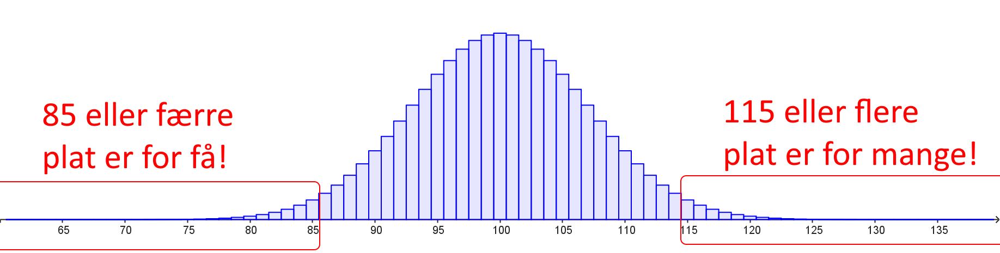 85 eller færre
plat er for få!
115 eller flere
plat er for mange!
65 70 75 80 85 90 95 100 105 110 115 120 125 130 135